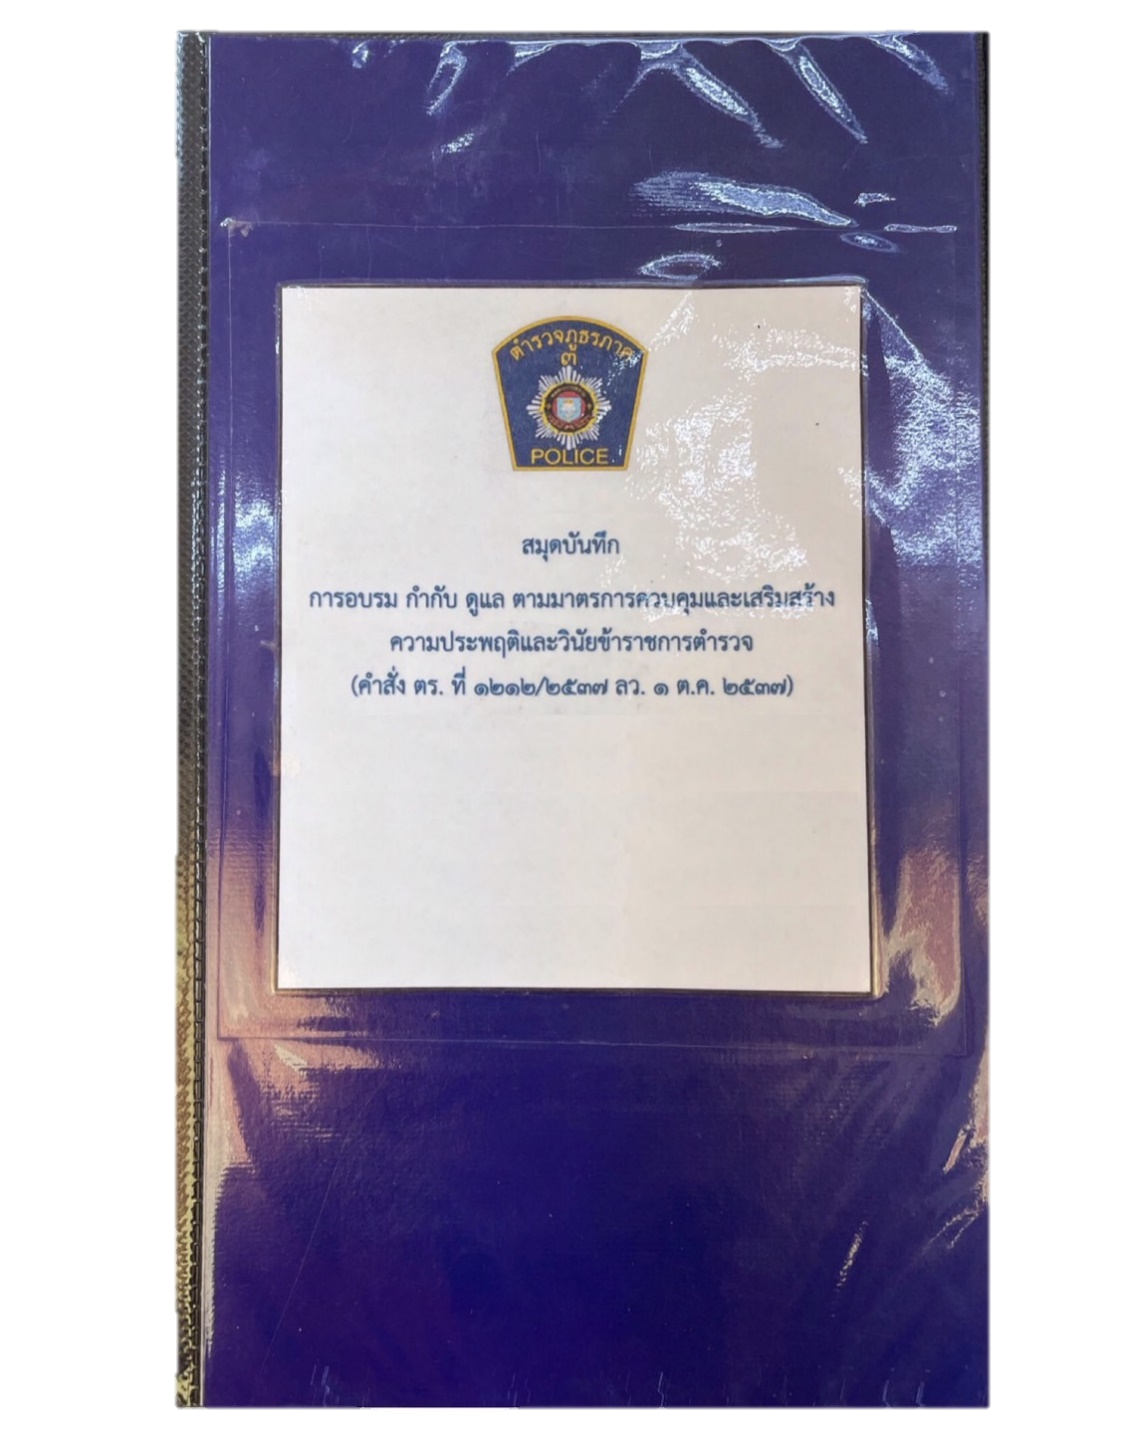 ตำรวจภูธรภาค
๓
POLICE
สมุดบันทึก
การอบรม กำกับ ดูแล ตามมาตรการควบคุมและเสริมสร้าง
ความประพฤติและวินัยข้าราชการตำรวจ
(คำสั่ง ตร. ที่ ๑๒๑๒/๒๕๓๗ ลว. ๑ ต.ค. ๒๕๓๗)